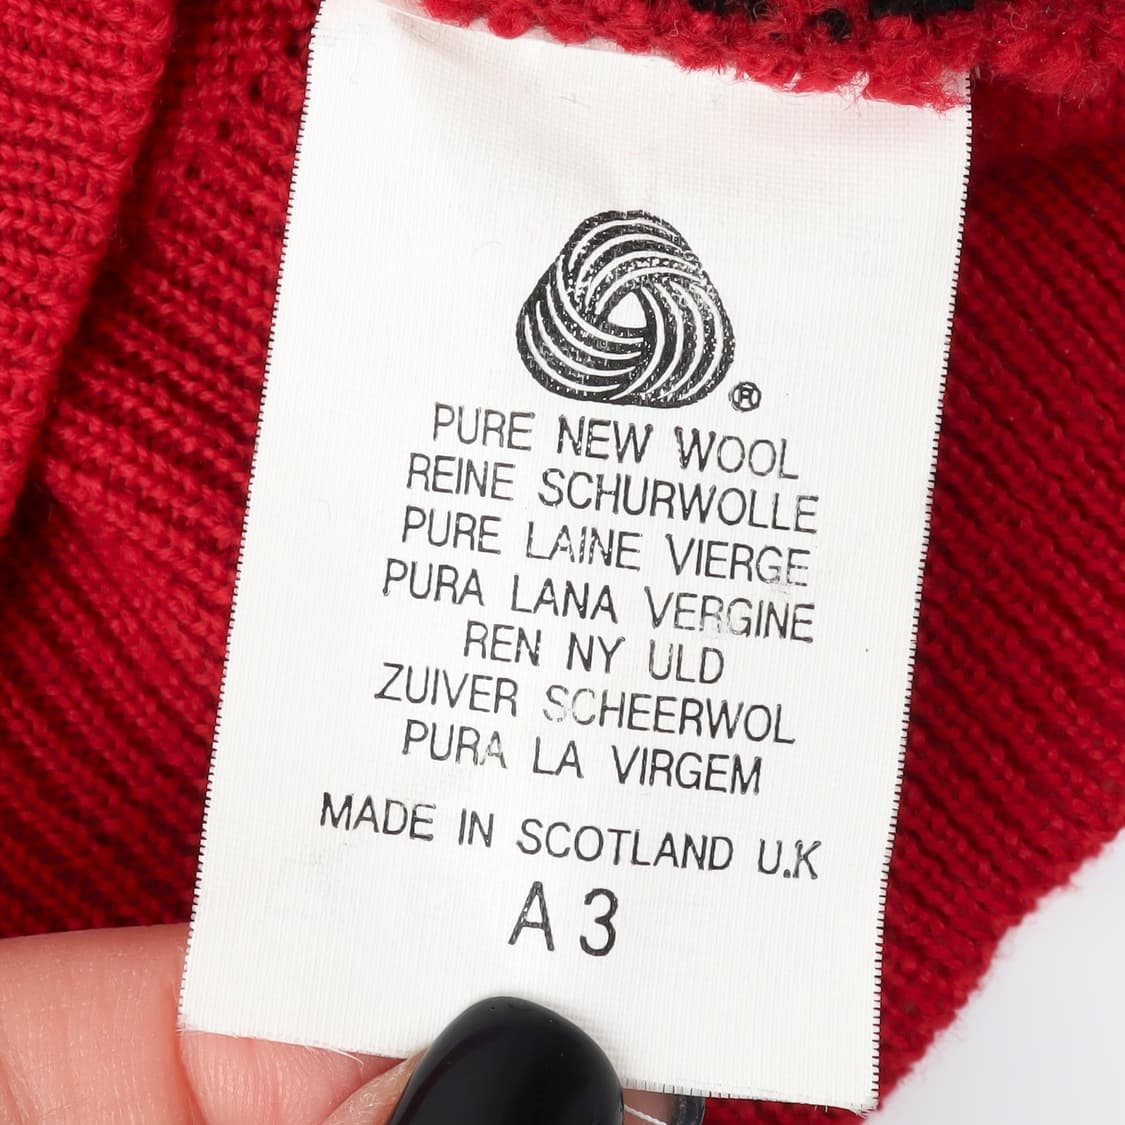 ®
PURE NEW WOOL
REINE SCHURWOLLE
PURE LAINE VIERGE
PURA LANA VERGINE
REN NY ULD
ZUIVER SCHEERWOL
PURA LA VIRGEM
MADE IN SCOTLAND U.K
A 3